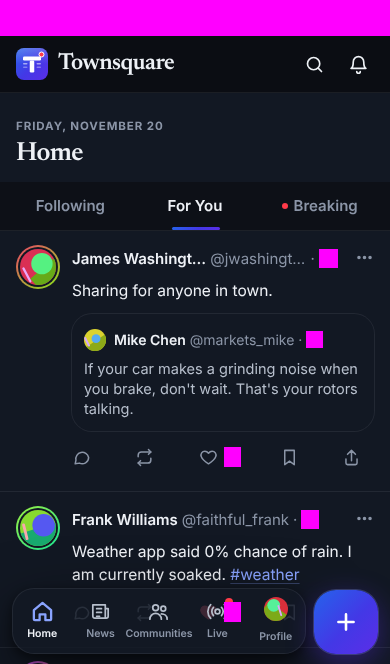 Townsquare
FRIDAY, NOVEMBER 20
Home
Following
For You
Breaking
James Washingt... @jwashingt... ·
Sharing for anyone in town.
Mike Chen @markets_mike ·
If your car makes a grinding noise when
you brake, don't wait. That's your rotors
talking.
Frank Williams @faithful_frank ·
Weather app said 0% chance of rain. I
am currently soaked. #weather
Home
News
Communities
Live
Profile